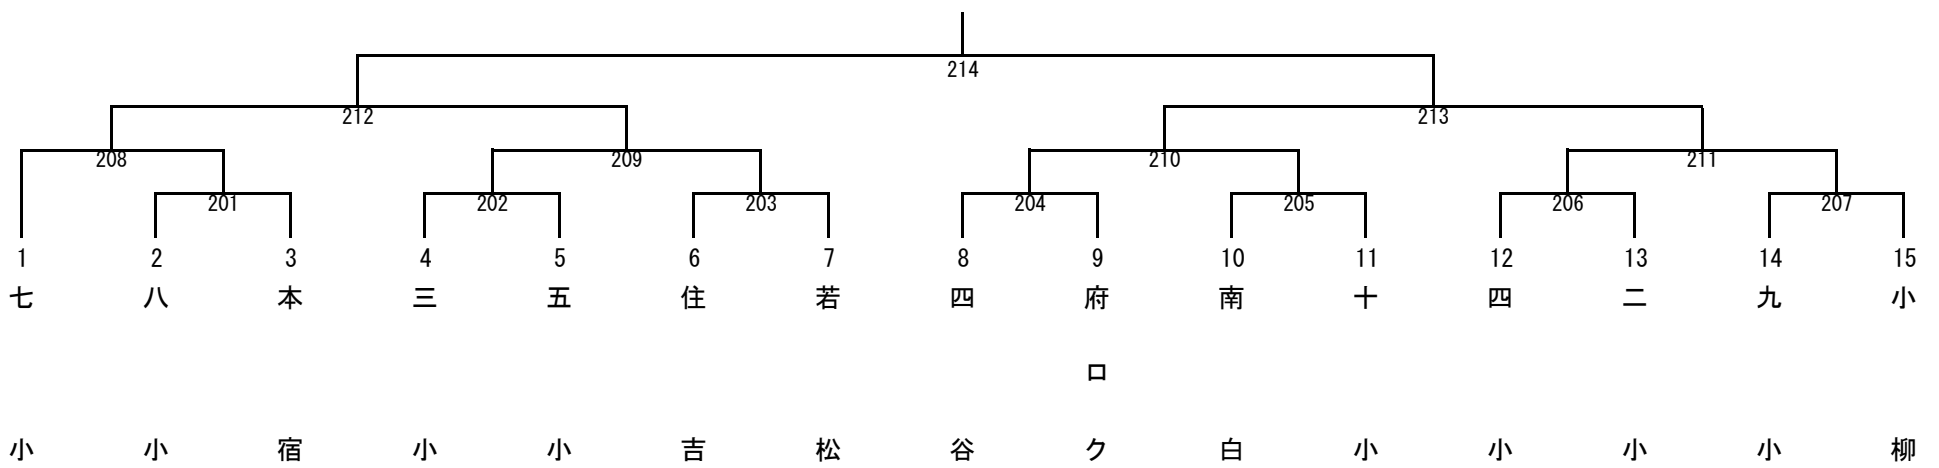 214
212 213
208 209 210 211
201 202 203 204 205 206 207
1 2 3 4 5 6 7 8 9 10 11 12 13 14 15
七小
八小
本宿
三小
五小
住吉
若松
四谷
府ロク
南白
十小
四小
二小
九小
小柳